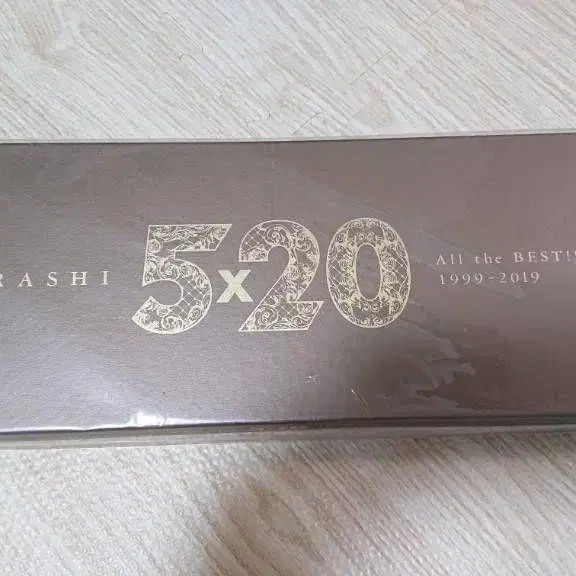 RASHI
5x20
All the BEST!!
1999-2019